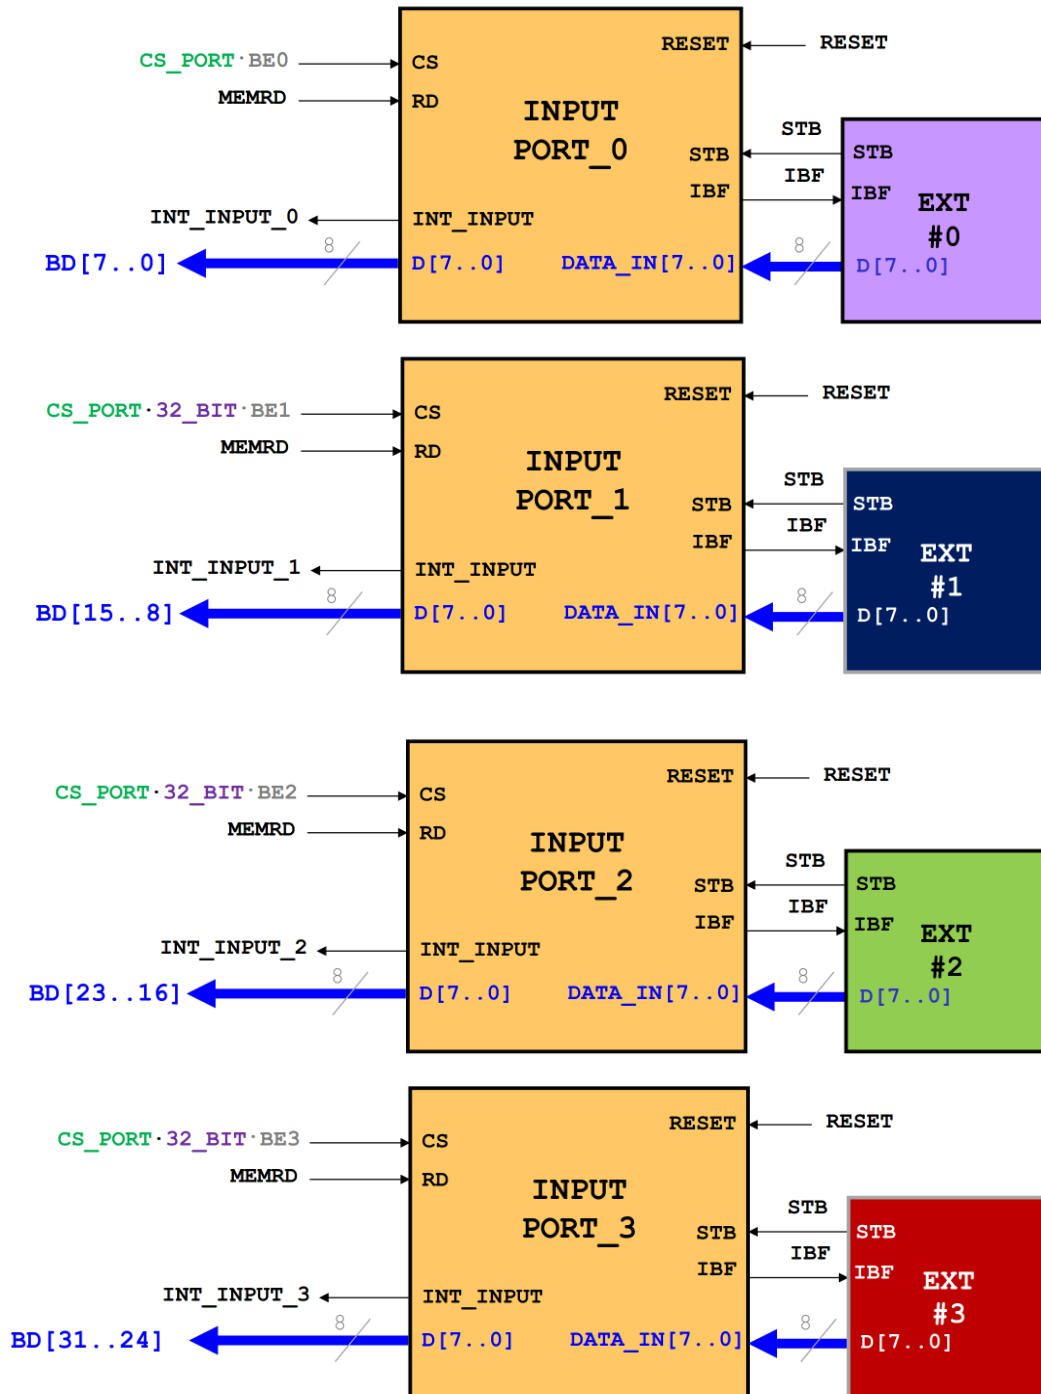 RESET
RESET
CS_PORT·BE0
CS
MEMRD
RD
INPUT
PORT_0
STB
STB
STB
IBF
IBF
IBF
EXT
#0
INT_INPUT_0
INT_INPUT
8
8
BD[7..0]
D[7..0]
DATA_IN[7..0]
D[7..0]
RESET
RESET
CS_PORT·32_BIT·BE1
CS
MEMRD
RD
INPUT
PORT_1
STB
STB
STB
IBF
IBF
IBF
EXT
#1
INT_INPUT_1
INT_INPUT
8
8
BD[15..8]
D[7..0]
DATA_IN[7..0]
D[7..0]
RESET
RESET
CS_PORT·32_BIT·BE2
CS
MEMRD
RD
INPUT
PORT_2
STB
STB
STB
IBF
IBF
IBF
EXT
#2
INT_INPUT_2
INT_INPUT
8
8
BD[23..16]
D[7..0]
DATA_IN[7..0]
D[7..0]
RESET
RESET
CS_PORT·32_BIT·BE3
CS
MEMRD
RD
INPUT
PORT_3
STB
STB
STB
IBF
IBF
IBF
EXT
#3
INT_INPUT_3
INT_INPUT
8
8
BD[31..24]
D[7..0]
DATA_IN[7..0]
D[7..0]